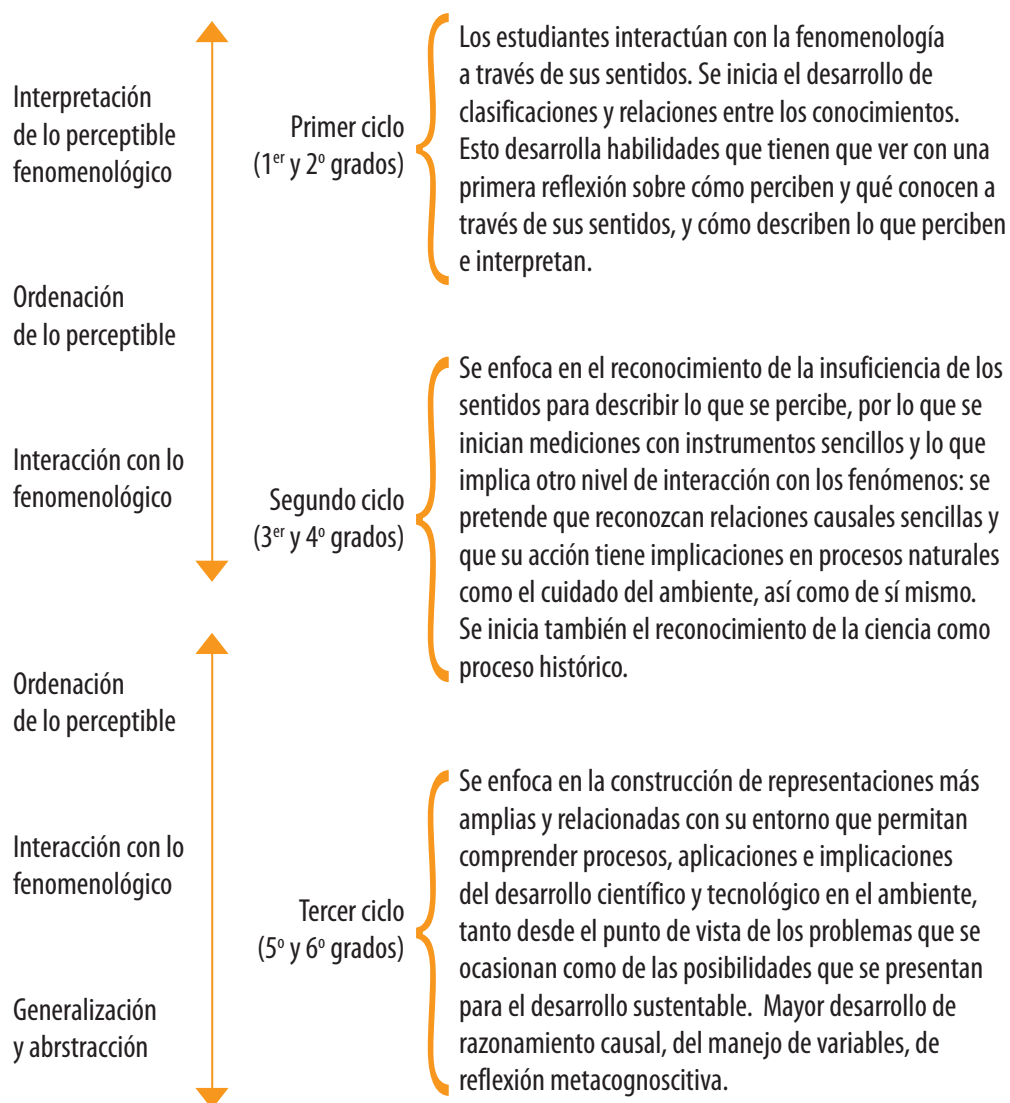 Interpretación
de lo perceptible
fenomenológico
Ordenación
de lo perceptible
Interacción con lo
fenomenológico
Primer ciclo
(1er y 2º grados)
Los estudiantes interactúan con la fenomenología
a través de sus sentidos. Se inicia el desarrollo de
clasificaciones y relaciones entre los conocimientos.
Esto desarrolla habilidades que tienen que ver con una
primera reflexión sobre cómo perciben y qué conocen a
través de sus sentidos, y cómo describen lo que perciben
e interpretan.
Segundo ciclo
(3er y 4º grados)
Se enfoca en el reconocimiento de la insuficiencia de los
sentidos para describir lo que se percibe, por lo que se
inician mediciones con instrumentos sencillos y lo que
implica otro nivel de interacción con los fenómenos: se
pretende que reconozcan relaciones causales sencillas y
que su acción tiene implicaciones en procesos naturales
como el cuidado del ambiente, así como de sí mismo.
Se inicia también el reconocimiento de la ciencia como
proceso histórico.
Ordenación
de lo perceptible
Interacción con lo
fenomenológico
Generalización
y abrstracción
Tercer ciclo
(5º y 6º grados)
Se enfoca en la construcción de representaciones más
amplias y relacionadas con su entorno que permitan
comprender procesos, aplicaciones e implicaciones
del desarrollo científico y tecnológico en el ambiente,
tanto desde el punto de vista de los problemas que se
ocasionan como de las posibilidades que se presentan
para el desarrollo sustentable. Mayor desarrollo de
razonamiento causal, del manejo de variables, de
reflexión metacognoscitiva.